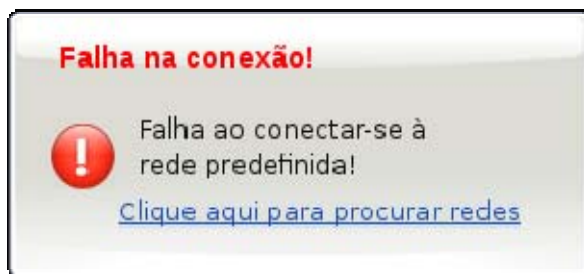 Falha na conexão!
Falha ao conectar-se à
rede predefinida!
Clique aqui para procurar redes